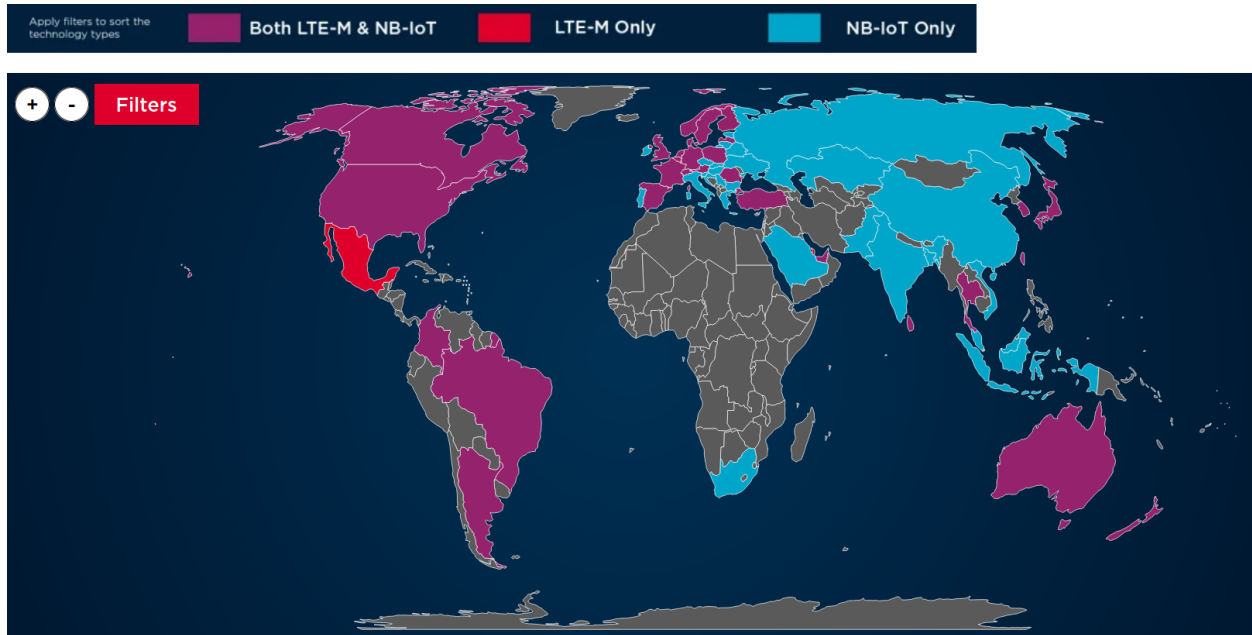 Apply filters to sort the
technology types
Both LTE-M & NB-IoT
LTE-M Only
NB-IoT Only
+
-
Filters